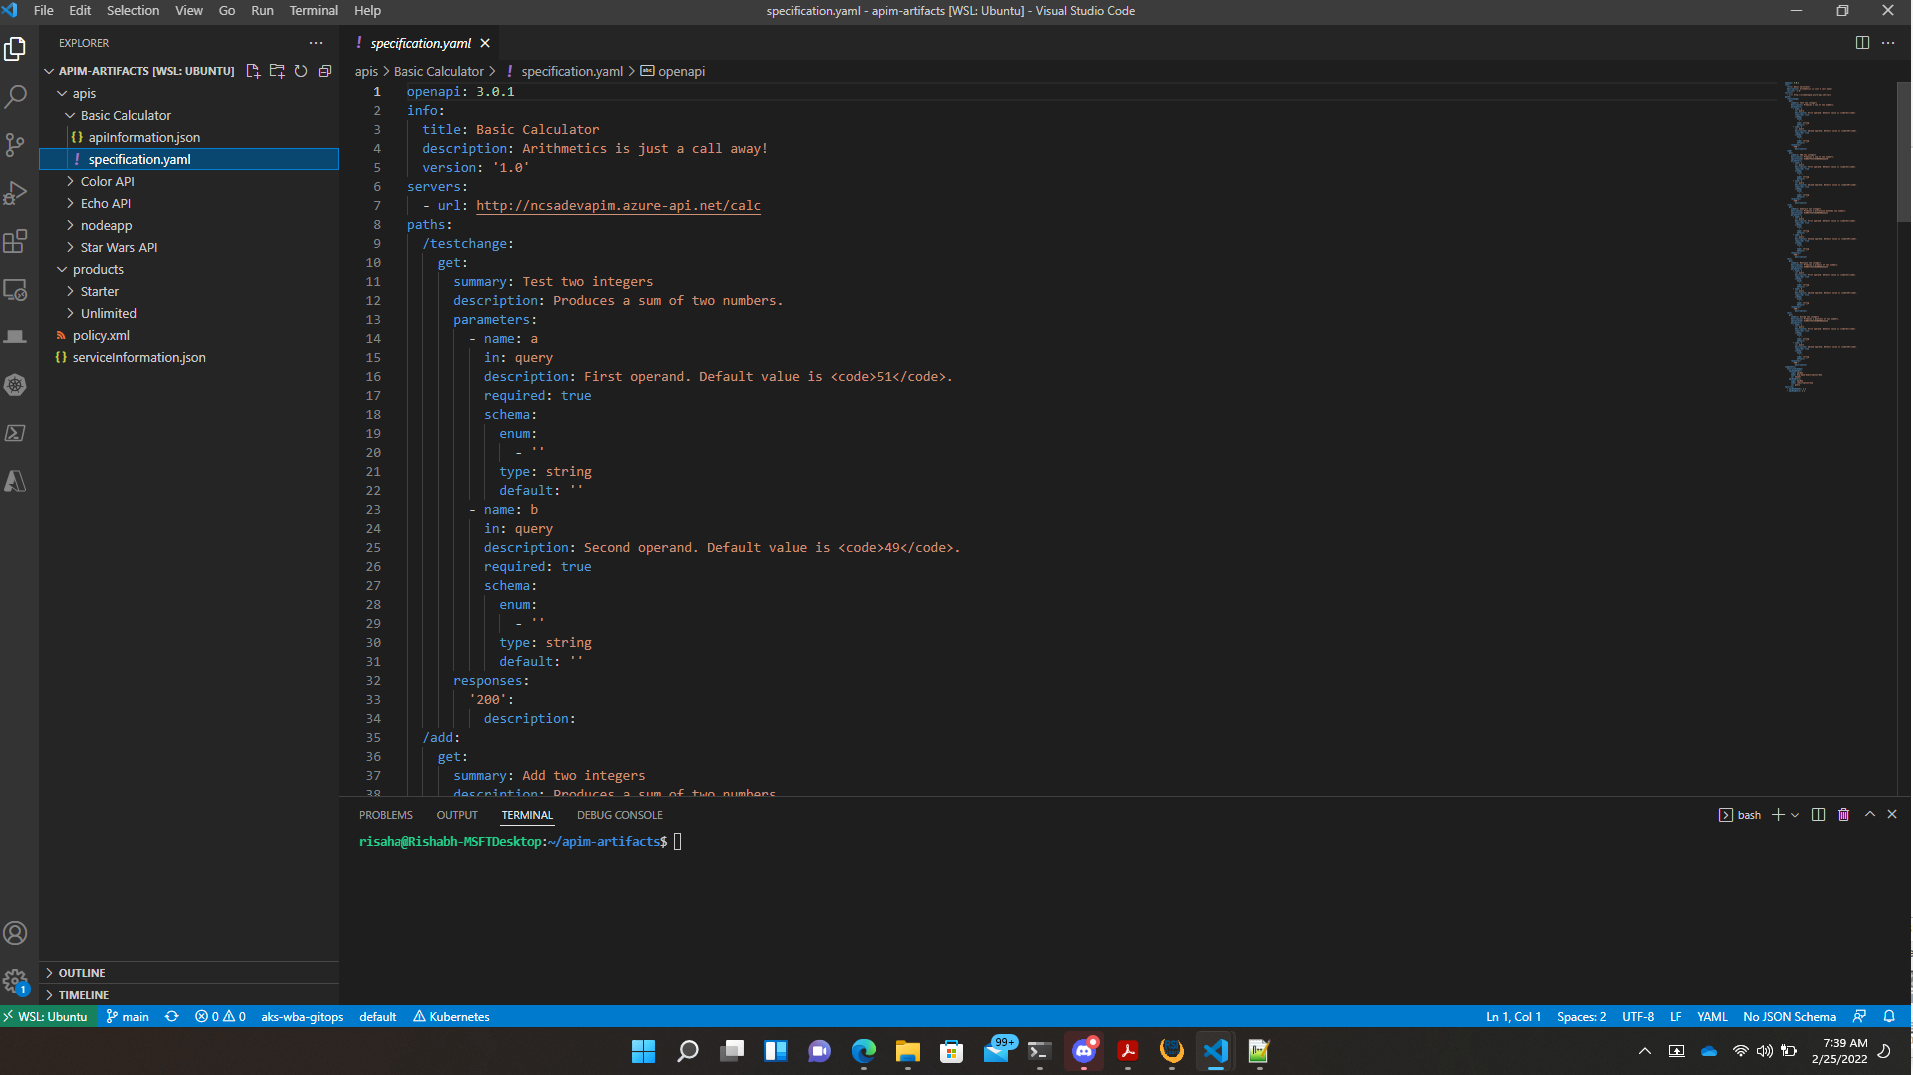 File Edit Selection View Go Run Terminal Help
specification.yaml - apim-artifacts [WSL: Ubuntu] - Visual Studio Code
EXPLORER
APIM-ARTIFACTS [WSL: UBUNTU]
apis
Basic Calculator
{} apiInformation.json
! specification.yaml
Color API
Echo API
nodeapp
Star Wars API
products
Starter
Unlimited
policy.xml
{} serviceInformation.json
OUTLINE
TIMELINE
! specification.yaml
apis > Basic Calculator > ! specification.yaml > openapi
1 openapi: 3.0.1
2 info:
3 title: Basic Calculator
4 description: Arithmetics is just a call away!
5 version: '1.0'
6 servers:
7 - url: http://ncsadevapim.azure-api.net/calc
8 paths:
9 /testchange:
10 get:
11 summary: Test two integers
12 description: Produces a sum of two numbers.
13 parameters:
14 - name: a
15 in: query
16 description: First operand. Default value is <code>51</code>.
17 required: true
18 schema:
19 enum:
20 - ''
21 type: string
22 default: ''
23 - name: b
24 in: query
25 description: Second operand. Default value is <code>49</code>.
26 required: true
27 schema:
28 enum:
29 - ''
30 type: string
31 default: ''
32 responses:
33 '200':
34 description:
35 /add:
36 get:
37 summary: Add two integers
38 description: Produces a sum of two numbers
PROBLEMS OUTPUT TERMINAL DEBUG CONSOLE
bash
risaha@Rishabh-MSFTDesktop:~/apim-artifacts$
1
WSL: Ubuntu main 0 0 aks-wba-gitops default Kubernetes
Ln 1, Col 1 Spaces: 2 UTF-8 LF YAML No JSON Schema
99+
7:39 AM
2/25/2022